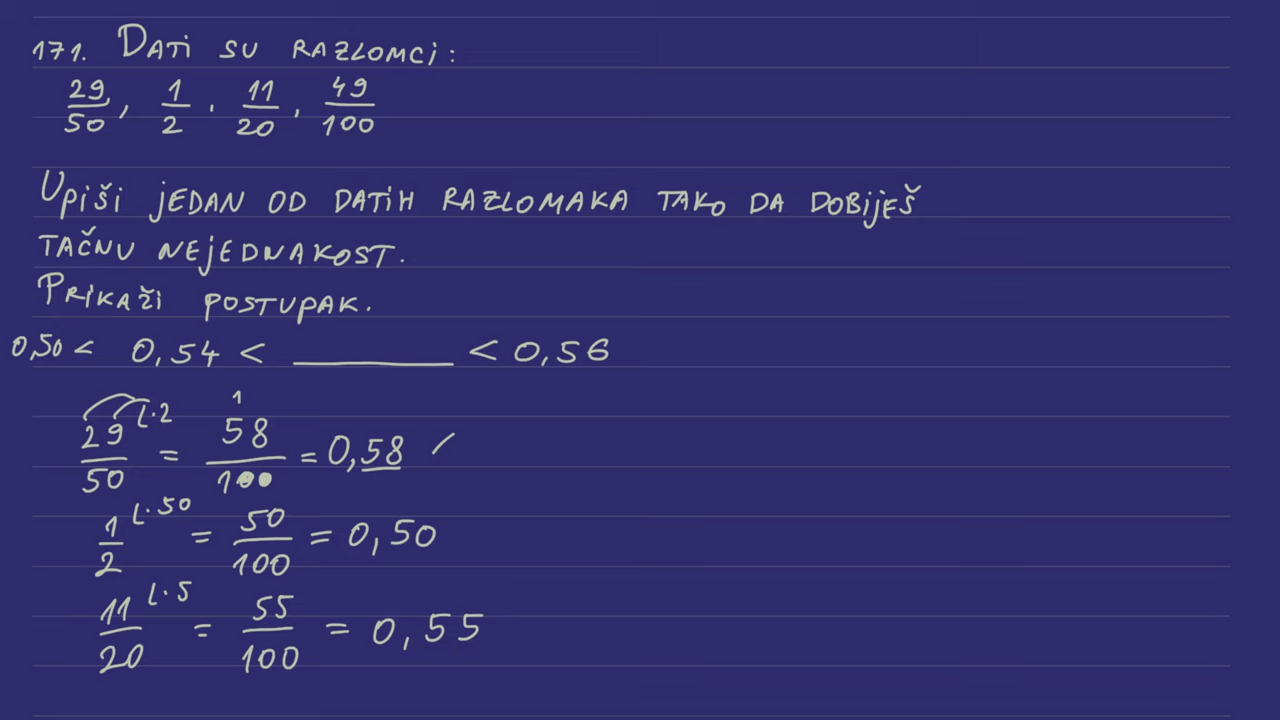 171. DATI SU RAZLOMCI:
29/50, 1/2, 11/20, 49/100
UPIŠI JEDAN OD DATIH RAZLOMAKA TAKO DA DOBIJEŠ
TAČNU NEJEDNAKOST.
PRIKAŽI POSTUPAK.
0,50 < 0,54 < ________ < 0,56
1
29/50 (·2 = 58/100 = 0,58
1/2 (·50 = 50/100 = 0,50
11/20 (·5 = 55/100 = 0,55